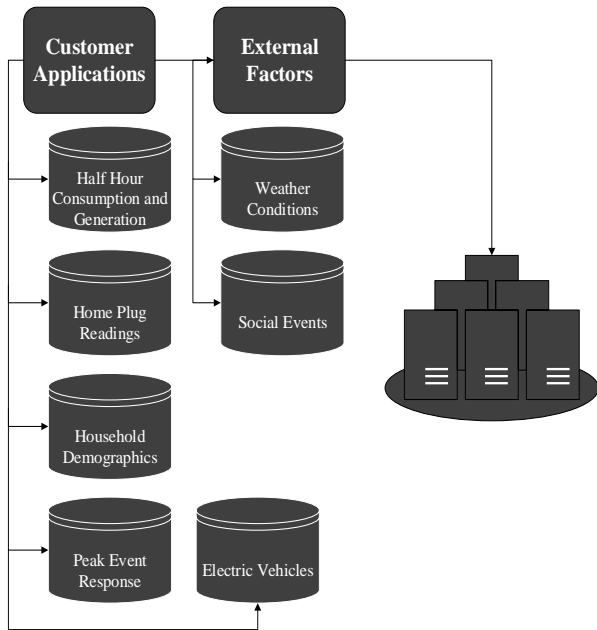 Customer
Applications
External
Factors
Half Hour
Consumption and
Generation
Weather
Conditions
Home Plug
Readings
Social Events
Household
Demographics
Peak Event
Response
Electric Vehicles